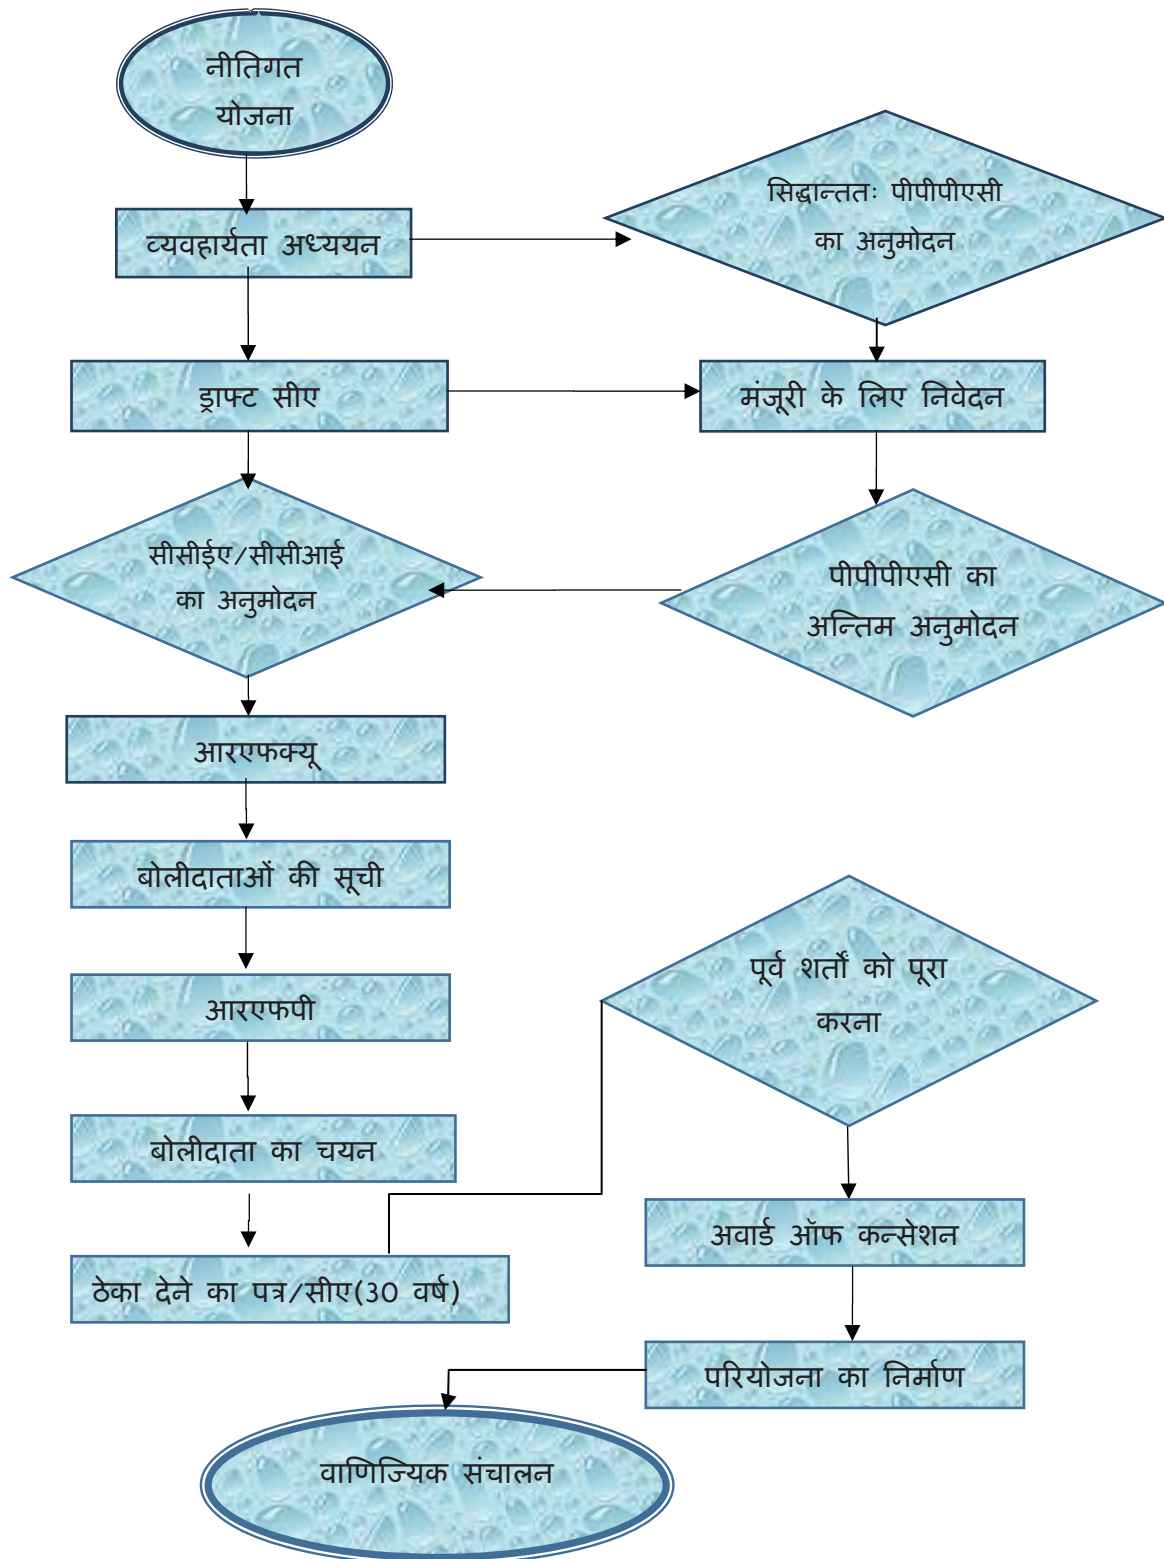 नीतिगत
योजना
सिद्धान्ततः पीपीपीएसी
का अनुमोदन
व्यवहार्यता अध्ययन
ड्राफ्ट सीए
मंजूरी के लिए निवेदन
सीसीईए/सीसीआई
का अनुमोदन
पीपीपीएसी का
अन्तिम अनुमोदन
आरएफक्यू
बोलीदाताओं की सूची
आरएफपी
पूर्व शर्तों को पूरा
करना
बोलीदाता का चयन
अवार्ड ऑफ कन्सेशन
ठेका देने का पत्र/सीए(30 वर्ष)
परियोजना का निर्माण
वाणिज्यिक संचालन